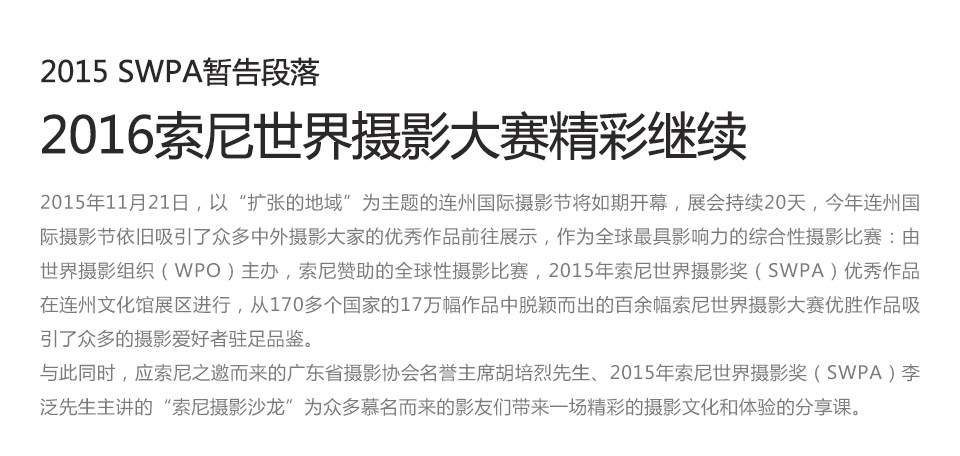 2015 SWPA暂告段落
2016索尼世界摄影大赛精彩继续
2015年11月21日，以“扩张的地域”为主题的连州国际摄影节将如期开幕，展会持续20天，今年连州国
际摄影节依旧吸引了众多中外摄影大家的优秀作品前往展示，作为全球最具影响力的综合性摄影比赛：由
世界摄影组织（WPO）主办，索尼赞助的全球性摄影比赛，2015年索尼世界摄影奖（SWPA）优秀作品
在连州文化馆展区进行，从170多个国家的17万幅作品中脱颖而出的百余幅索尼世界摄影大赛优胜作品吸
引了众多的摄影爱好者驻足品鉴。
与此同时，应索尼之邀而来的广东省摄影协会名誉主席胡培烈先生、2015年索尼世界摄影奖（SWPA）李
泛先生主讲的“索尼摄影沙龙”为众多慕名而来的影友们带来一场精彩的摄影文化和体验的分享课。